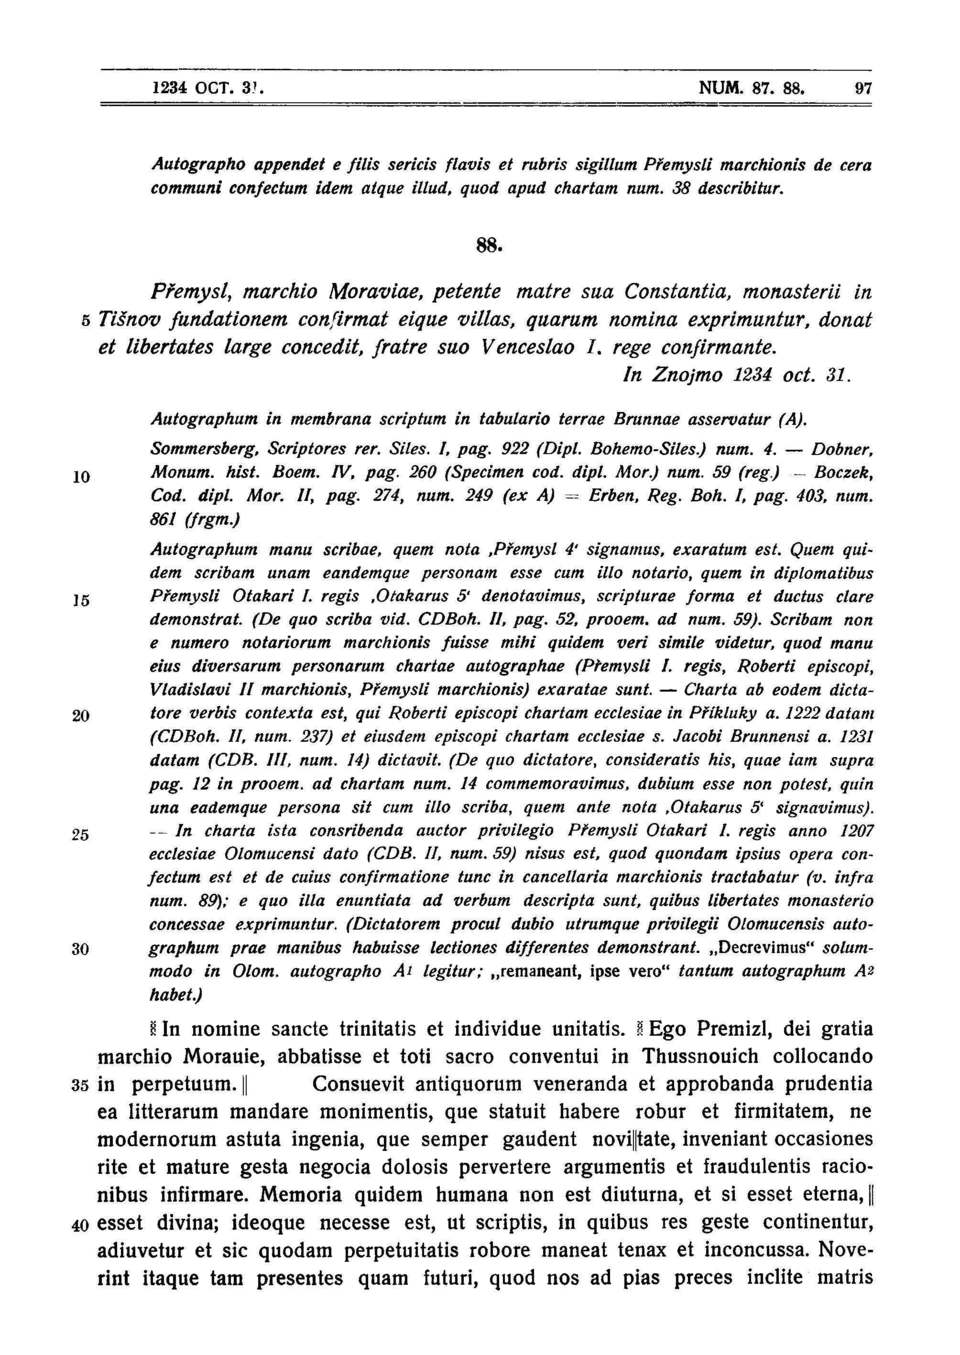 1234 OCT. 31. NUM. 87. 88. 97
Autographo appendet e filis sericis flavis et rubris sigillum Přemysli marchionis de cera
communi confectum idem atque illud, quod apud chartam num. 38 describitur.
88.
Přemysl, marchio Moraviae, petente matre sua Constantia, monasterii in
5 Tišnov fundationem confirmat eique villas, quarum nomina exprimuntur, donat
et libertates large concedit, fratre suo Venceslao I. rege confirmante.
In Znojmo 1234 oct. 31.
Autographum in membrana scriptum in tabulario terrae Brunnae asservatur (A).
Sommersberg, Scriptores rer. Siles. I, pag. 922 (Dipl. Bohemo-Siles.) num. 4. — Dobner,
10 Monum. hist. Boem. IV, pag. 260 (Specimen cod. dipl. Mor.) num. 59 (reg.) — Boczek,
Cod. dipl. Mor. II, pag. 274, num. 249 (ex A) = Erben, Reg. Boh. I, pag. 403, num.
861 (frgm.)
Autographum manu scribae, quem nota ‚Přemysl 4‘ signamus, exaratum est. Quem qui-
dem scribam unam eandemque personam esse cum illo notario, quem in diplomatibus
15 Přemysli Otakari I. regis ‚Otakarus 5‘ denotavimus, scripturae forma et ductus clare
demonstrat. (De quo scriba vid. CDBoh. II, pag. 52, prooem. ad num. 59). Scribam non
e numero notariorum marchionis fuisse mihi quidem veri simile videtur, quod manu
eius diversarum personarum chartae autographae (Přemysli I. regis, Roberti episcopi,
Vladislavi II marchionis, Přemysli marchionis) exaratae sunt. — Charta ab eodem dicta-
20 tore verbis contexta est, qui Roberti episcopi chartam ecclesiae in Příkluky a. 1222 datam
(CDBoh. II, num. 237) et eiusdem episcopi chartam ecclesiae s. Jacobi Brunnensi a. 1231
datam (CDB. III, num. 14) dictavit. (De quo dictatore, consideratis his, quae iam supra
pag. 12 in prooem. ad chartam num. 14 commemoravimus, dubium esse non potest, quin
una eademque persona sit cum illo scriba, quem ante nota ‚Otakarus 5‘ signavimus).
25 — In charta ista consribenda auctor privilegio Přemysli Otakari I. regis anno 1207
ecclesiae Olomucensi dato (CDB. II, num. 59) nisus est, quod quondam ipsius opera con-
fectum est et de cuius confirmatione tunc in cancellaria marchionis tractabatur (v. infra
num. 89); e quo illa enuntiata ad verbum descripta sunt, quibus libertates monasterio
concessae exprimuntur. (Dictatorem procul dubio utrumque privilegii Olomucensis auto-
30 graphum prae manibus habuisse lectiones differentes demonstrant. „Decrevimus“ solum-
modo in Olom. autographo A1 legitur; „remaneant, ipse vero“ tantum autographum A2
habet.)
⁝⁝ In nomine sancte trinitatis et individue unitatis. ⁝⁝ Ego Premizl, dei gratia
marchio Morauie, abbatisse et toti sacro conventui in Thussnouich collocando
35 in perpetuum. || Consuevit antiquorum veneranda et approbanda prudentia
ea litterarum mandare monimentis, que statuit habere robur et firmitatem, ne
modernorum astuta ingenia, que semper gaudent novi||tate, inveniant occasiones
rite et mature gesta negocia dolosis pervertere argumentis et fraudulentis racio-
nibus infirmare. Memoria quidem humana non est diuturna, et si esset eterna, ||
40 esset divina; ideoque necesse est, ut scriptis, in quibus res geste continentur,
adiuvetur et sic quodam perpetuitatis robore maneat tenax et inconcussa. Nove-
rint itaque tam presentes quam futuri, quod nos ad pias preces inclite matris